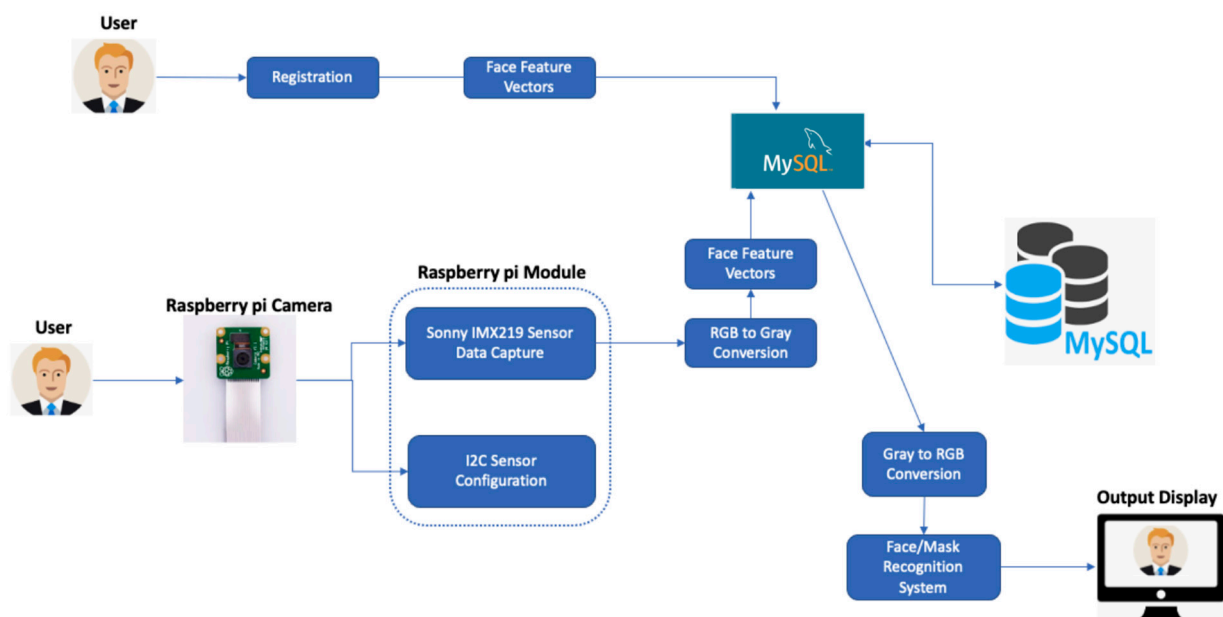 User
Registration
Face Feature
Vectors
MySQL
Face Feature
Vectors
Raspberry pi Module
Raspberry pi Camera
User
Sonny IMX219 Sensor
Data Capture
RGB to Gray
Conversion
MySQL
I2C Sensor
Configuration
Gray to RGB
Conversion
Output Display
Face/Mask
Recognition
System